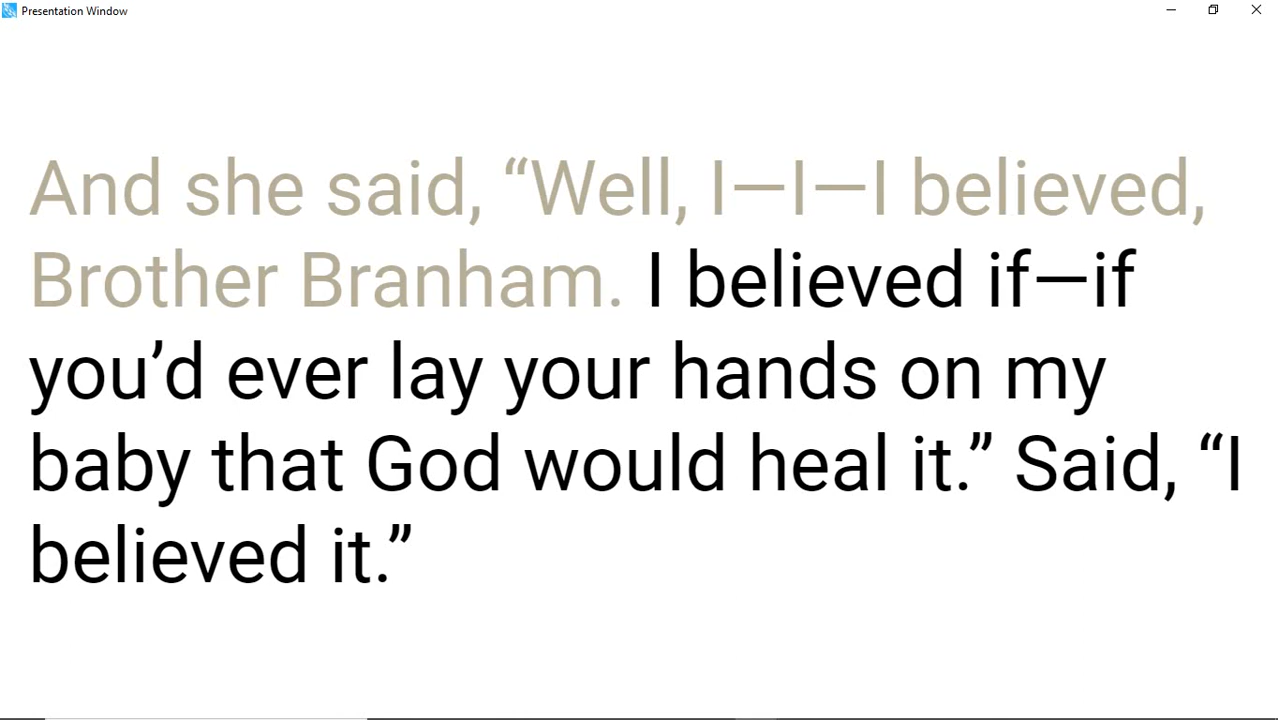 Presentation Window
And she said, “Well, I—I—I believed,
Brother Branham. I believed if—if
you’d ever lay your hands on my
baby that God would heal it.” Said, “I
believed it.”